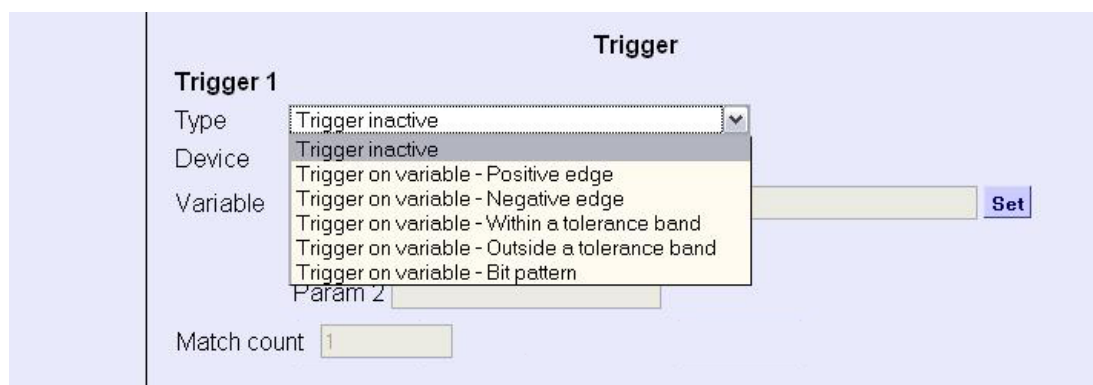 Trigger
Trigger 1
Type Trigger inactive
Device Trigger inactive
Trigger on variable - Positive edge
Variable Trigger on variable - Negative edge Set
Trigger on variable - Within a tolerance band
Trigger on variable - Outside a tolerance band
Trigger on variable - Bit pattern
Param 2
Match count 1